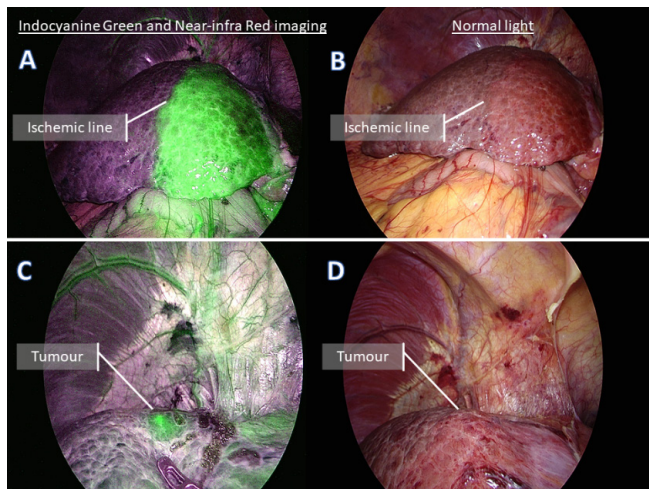 Indocyanine Green and Near-infra Red imaging
Normal light
A
B
Ischemic line
Ischemic line
C
D
Tumour
Tumour